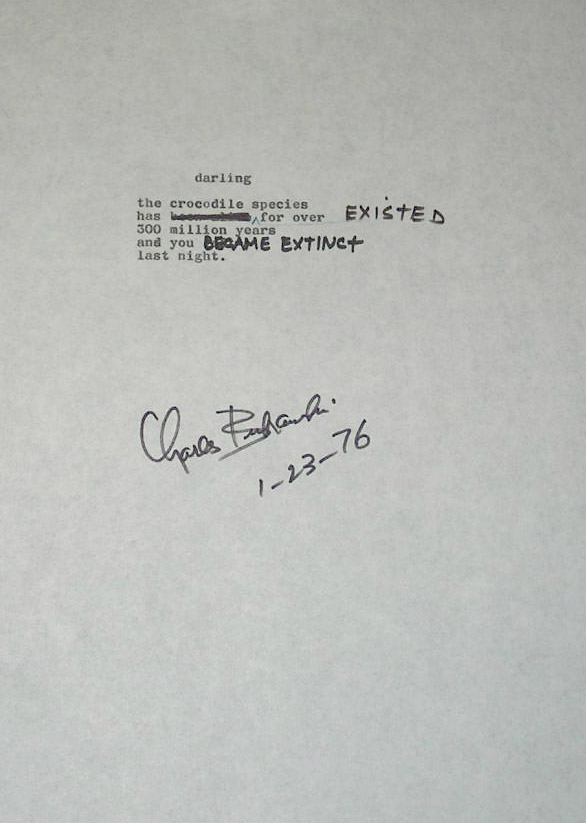 darling
the crocodile species
has for over EXISTED
300 million years
and you BECAME EXTINCT
last night.
Charles Bukowski
1-23-76